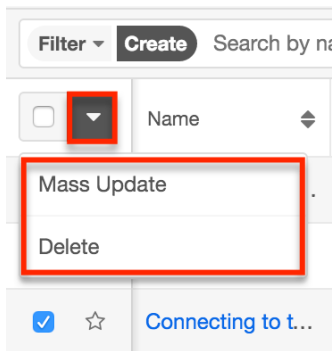 Filter Create Search by na
Name
Mass Update
Delete
Connecting to t...